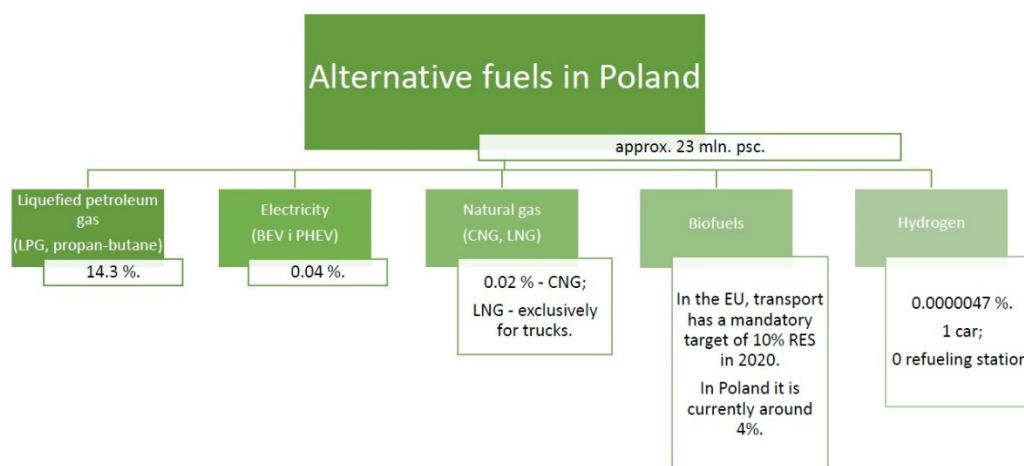 Alternative fuels in Poland
approx. 23 mln. psc.
Liquefied petroleum
gas
(LPG, propan-butane)
14.3 %.
Electricity
(BEV i PHEV)
0.04 %.
Natural gas
(CNG, LNG)
0.02 % - CNG;
LNG - exclusively
for trucks.
Biofuels
In the EU, transport
has a mandatory
target of 10% RES
in 2020.
In Poland it is
currently around
4%.
Hydrogen
0.0000047 %.
1 car;
0 refueling station